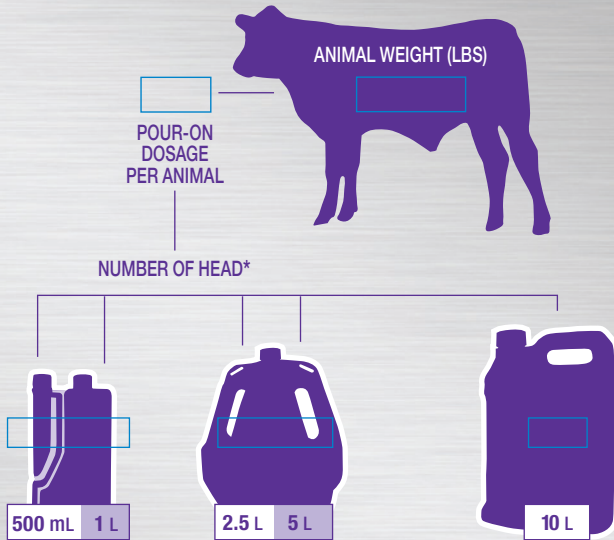 ANIMAL WEIGHT (LBS)
POUR-ON
DOSAGE
PER ANIMAL
NUMBER OF HEAD*
500 mL 1 L
2.5 L 5 L
10 L